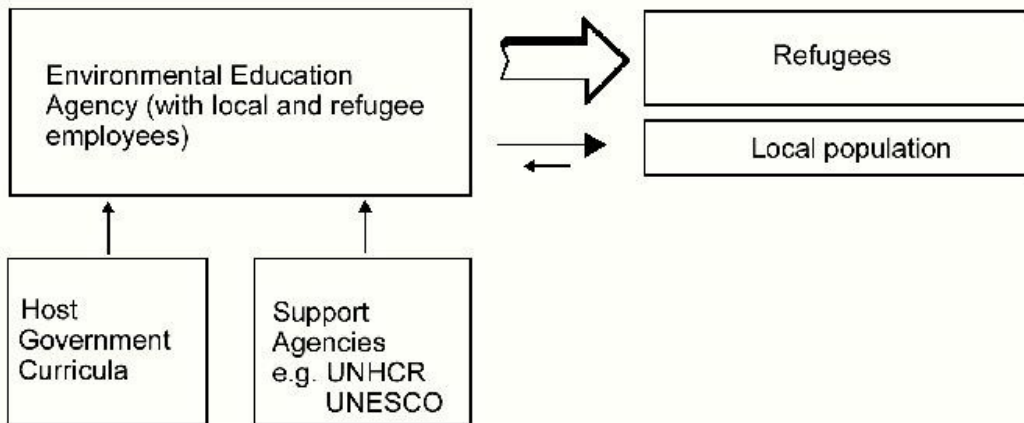 Environmental Education
Agency (with local and refugee
employees)
Refugees
Local population
Host
Government
Curricula
Support
Agencies
e.g. UNHCR
UNESCO